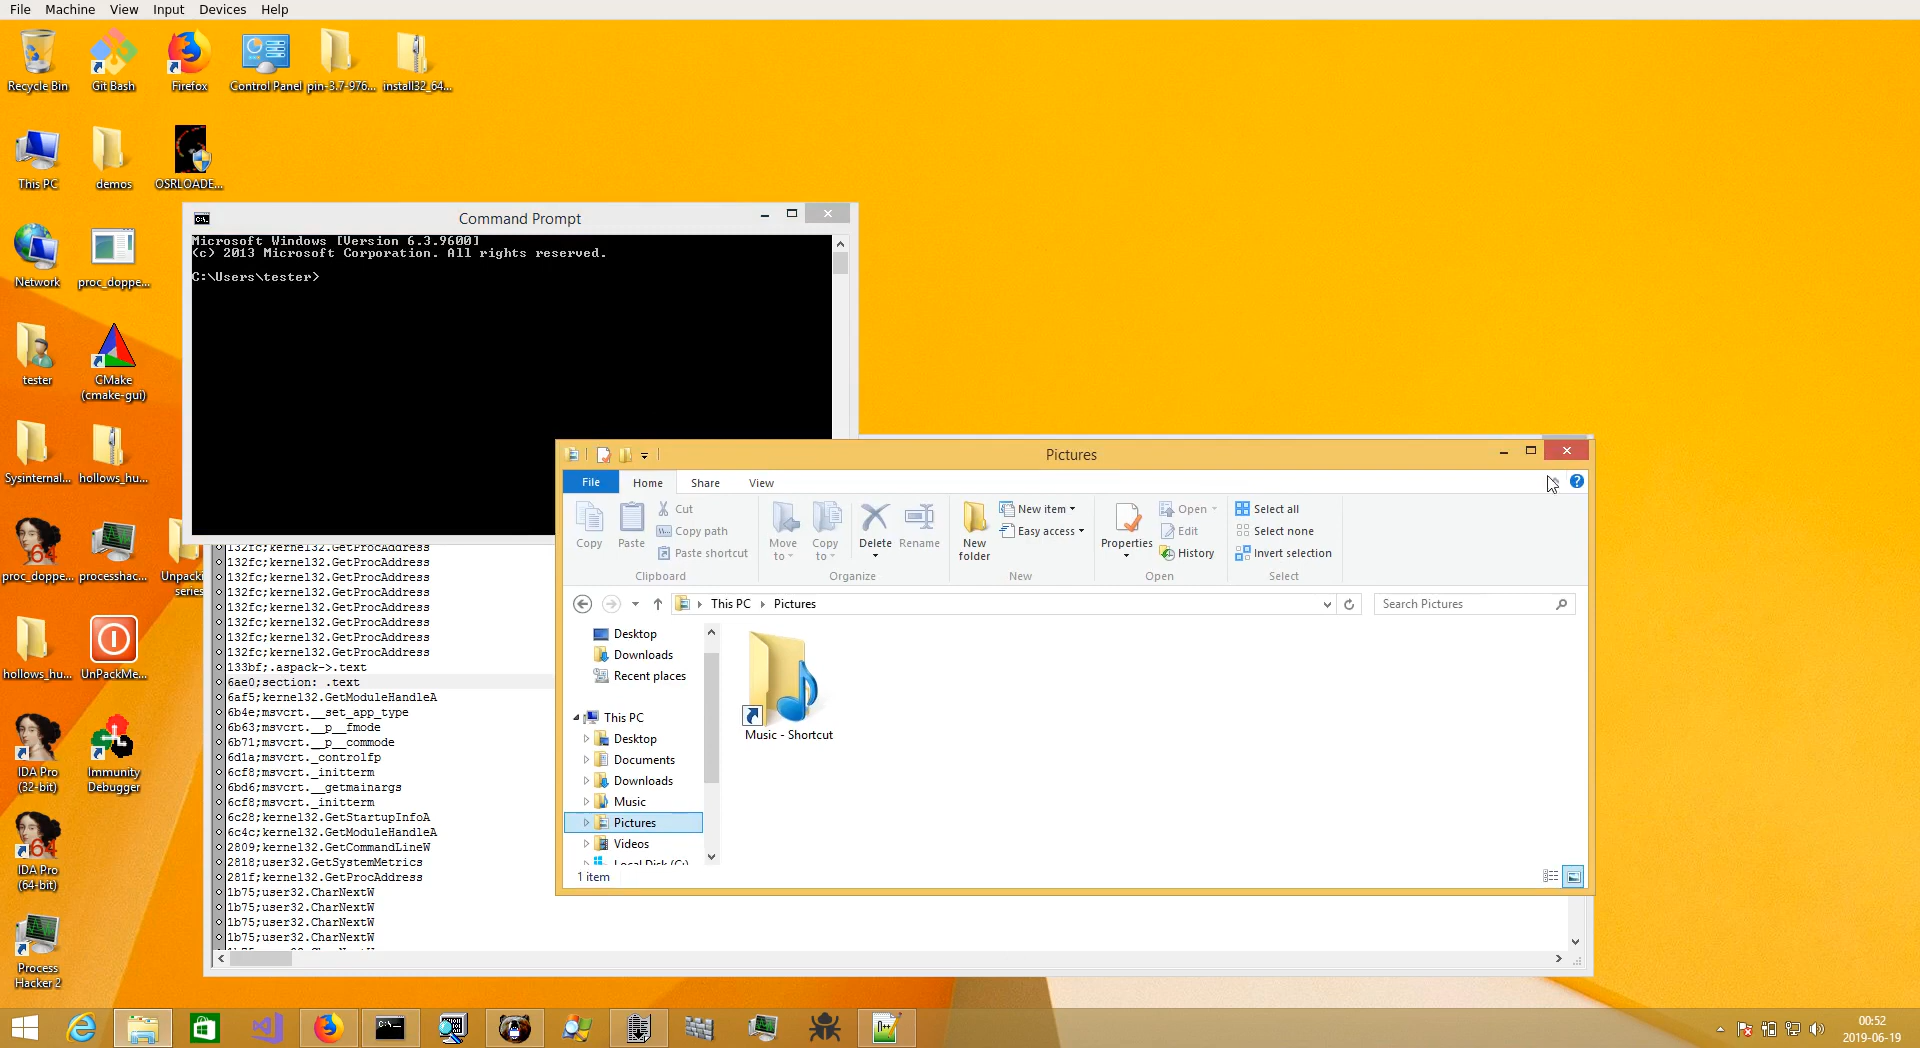 File Machine View Input Devices Help
Recycle Bin
Git Bash
Firefox
Control Panel
pin-3.7-976...
install32_64...
This PC
demos
OSRLOADE...
Network
proc_doppe...
tester
CMake
(cmake-gui)
Sysinternal...
hollows_hu...
proc_doppe...
processhac...
Unpacki
series
hollows_hu...
UnPackMe...
IDA Pro
(32-bit)
Immunity
Debugger
IDA Pro
(64-bit)
Process
Hacker 2
Command Prompt
Microsoft Windows [Version 6.3.9600]
(c) 2013 Microsoft Corporation. All rights reserved.
C:\Users\tester>
132fc;kernel32.GetProcAddress
132fc;kernel32.GetProcAddress
132fc;kernel32.GetProcAddress
132fc;kernel32.GetProcAddress
132fc;kernel32.GetProcAddress
132fc;kernel32.GetProcAddress
132fc;kernel32.GetProcAddress
132fc;kernel32.GetProcAddress
133bf;.aspack->.text
6ae0;section: .text
6af5;kernel32.GetModuleHandleA
6b4e;msvcrt.__set_app_type
6b63;msvcrt.__p__fmode
6b71;msvcrt.__p__commode
6d1a;msvcrt._controlfp
6cf8;msvcrt._initterm
6bd6;msvcrt.__getmainargs
6cf8;msvcrt._initterm
6c28;kernel32.GetStartupInfoA
6c4c;kernel32.GetModuleHandleA
2809;kernel32.GetCommandLineW
2818;user32.GetSystemMetrics
281f;kernel32.GetProcAddress
1b75;user32.CharNextW
1b75;user32.CharNextW
1b75;user32.CharNextW
1b75;user32.CharNextW
Pictures
File Home Share View
Copy
Paste
Cut
Copy path
Paste shortcut
Clipboard
Move
to
Copy
to
Delete
Rename
Organize
New
folder
New item
Easy access
New
Properties
Open
Edit
History
Open
Select all
Select none
Invert selection
Select
This PC Pictures
Search Pictures
Desktop
Downloads
Recent places
This PC
Desktop
Documents
Downloads
Music
Pictures
Videos
Local Disk (C:)
Music - Shortcut
1 item
00:52
2019-06-19